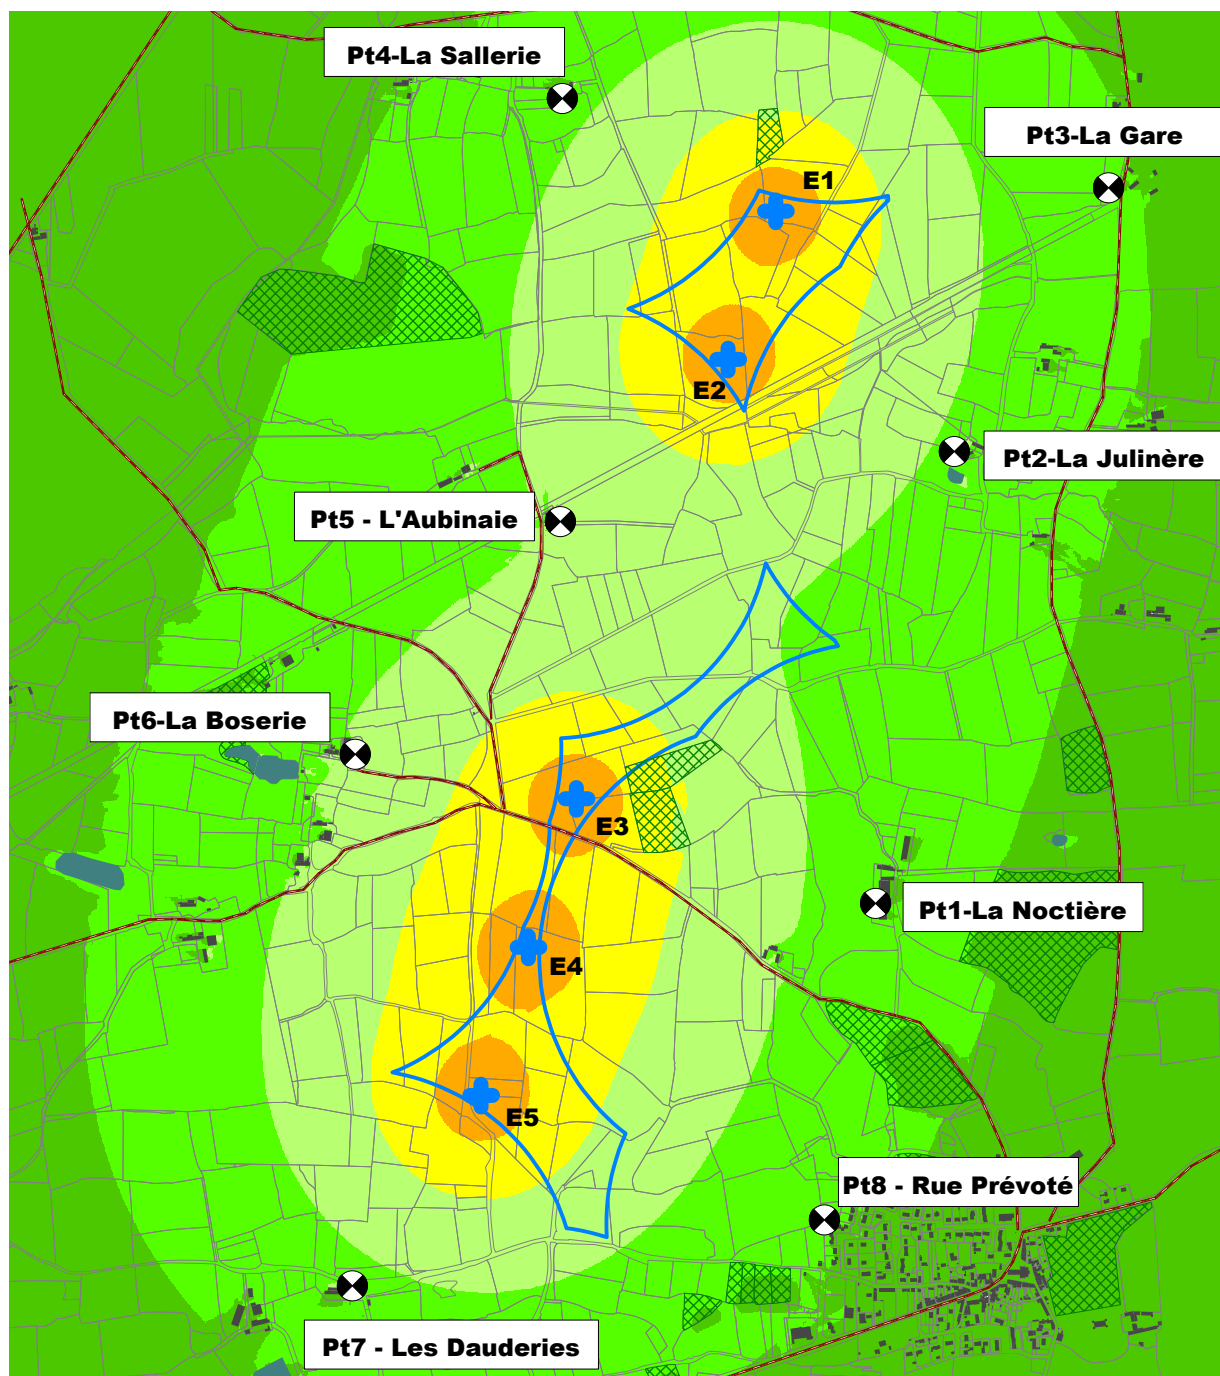 Pt4-La Sallerie
Pt3-La Gare
E1
E2
Pt2-La Julinère
Pt5 - L'Aubinaie
Pt6-La Boserie
E3
Pt1-La Noctière
E4
E5
Pt8 - Rue Prévoté
Pt7 - Les Dauderies